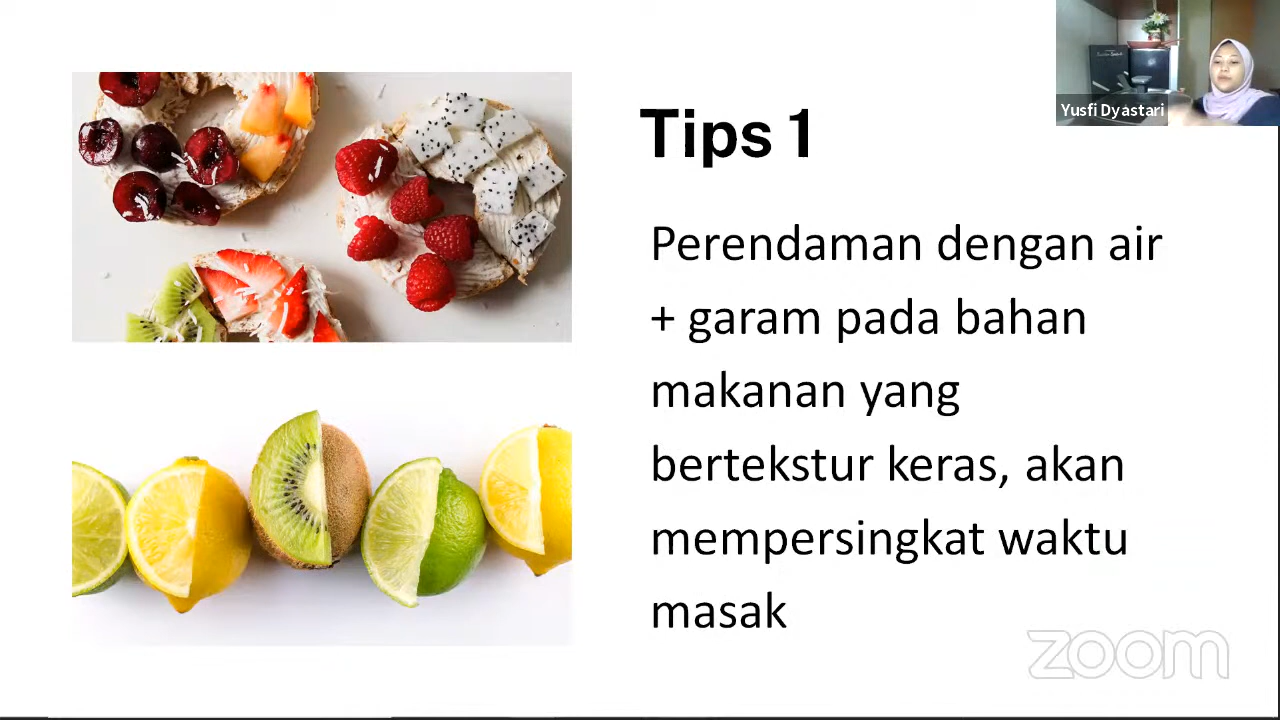 Yusfi Dyastari
Tips 1
Perendaman dengan air
+ garam pada bahan
makanan yang
bertekstur keras, akan
mempersingkat waktu
masak
zoom